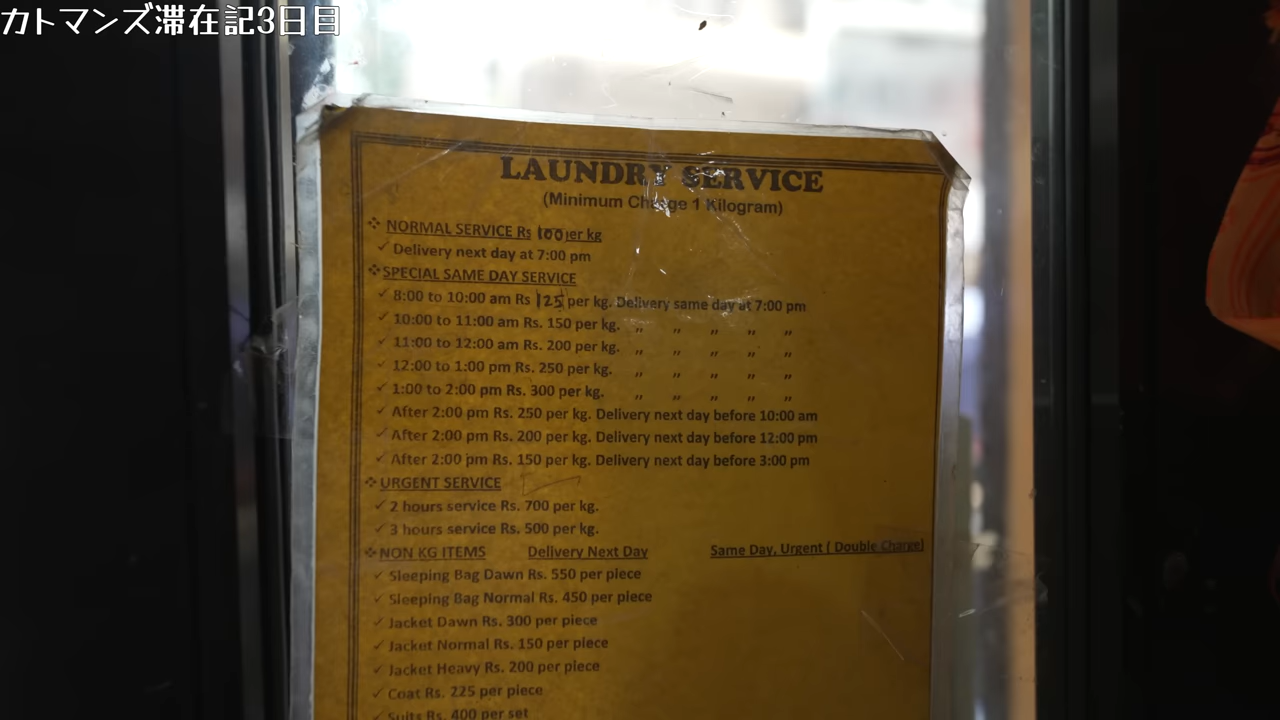 カトマンズ滞在記3日目
LAUNDRY SERVICE
(Minimum Charge 1 Kilogram)
NORMAL SERVICE Rs 100 per kg
Delivery next day at 7:00 pm
SPECIAL SAME DAY SERVICE
8:00 to 10:00 am Rs 125 per kg. Delivery same day at 7:00 pm
10:00 to 11:00 am Rs. 150 per kg. „ „ „ „ „
11:00 to 12:00 am Rs. 200 per kg. „ „ „ „ „
12:00 to 1:00 pm Rs. 250 per kg. „ „ „ „ „
1:00 to 2:00 pm Rs. 300 per kg. „ „ „ „ „
After 2:00 pm Rs. 250 per kg. Delivery next day before 10:00 am
After 2:00 pm Rs. 200 per kg. Delivery next day before 12:00 pm
After 2:00 pm Rs. 150 per kg. Delivery next day before 3:00 pm
URGENT SERVICE
2 hours service Rs. 700 per kg.
3 hours service Rs. 500 per kg.
NON KG ITEMS Delivery Next Day Same Day, Urgent ( Double Charge)
Sleeping Bag Dawn Rs. 550 per piece
Sleeping Bag Normal Rs. 450 per piece
Jacket Dawn Rs. 300 per piece
Jacket Normal Rs. 150 per piece
Jacket Heavy Rs. 200 per piece
Coat Rs. 225 per piece
Suits Rs. 400 per set